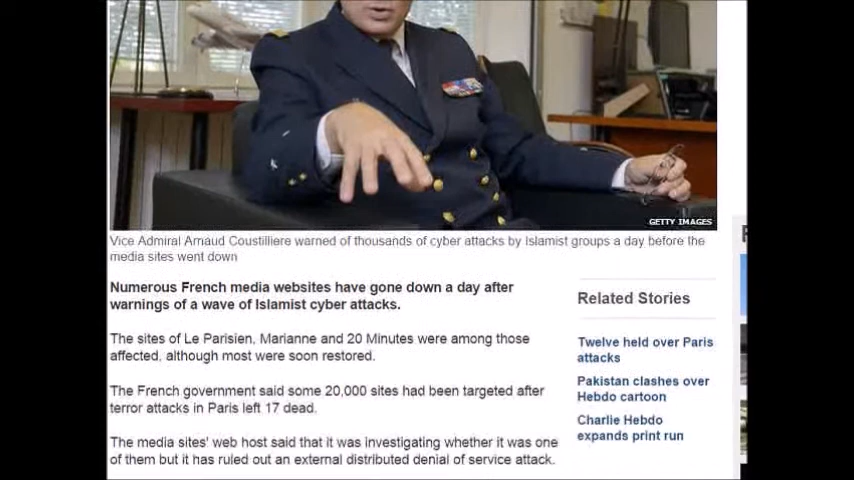 GETTY IMAGES
Vice Admiral Arnaud Coustilliere warned of thousands of cyber attacks by Islamist groups a day before the
media sites went down
Numerous French media websites have gone down a day after
warnings of a wave of Islamist cyber attacks.
The sites of Le Parisien, Marianne and 20 Minutes were among those
affected, although most were soon restored.
The French government said some 20,000 sites had been targeted after
terror attacks in Paris left 17 dead.
The media sites' web host said that it was investigating whether it was one
of them but it has ruled out an external distributed denial of service attack.
Related Stories
Twelve held over Paris
attacks
Pakistan clashes over
Hebdo cartoon
Charlie Hebdo
expands print run